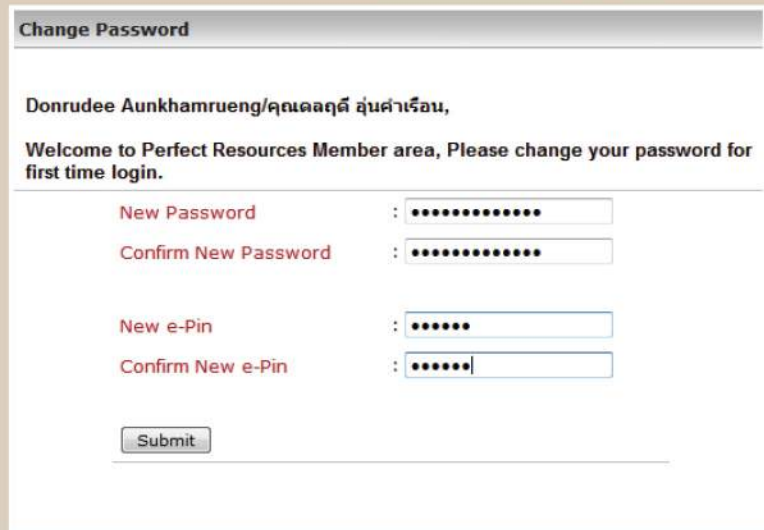 Change Password
Donrudee Aunkhamrueng/คุณดลฤดี อุ่นคำเรือน,
Welcome to Perfect Resources Member area, Please change your password for
first time login.
New Password : •••••••••••••
Confirm New Password : •••••••••••••
New e-Pin : ••••••
Confirm New e-Pin : ••••••
Submit